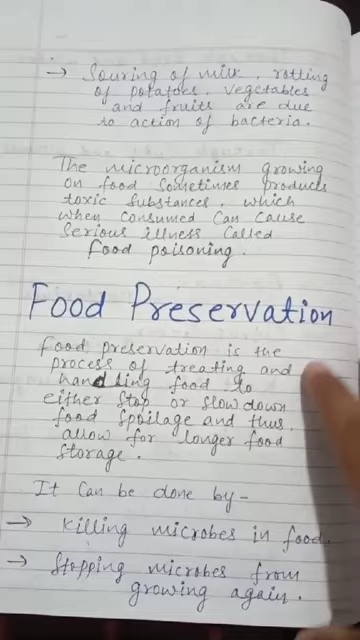 → Souring of milk, rotting
of potatoes, vegetables
and fruits are due
to action of bacteria.
The microorganism growing
on food sometimes produces
toxic substances, which
when consumed can cause
serious illness called
food poisoning.
Food Preservation
Food preservation is the
process of treating and
handling food to
either stop or slow down
food spoilage and thus
allow for longer food
storage.
It can be done by-
→ Killing microbes in food.
→ Stopping microbes from
growing again.